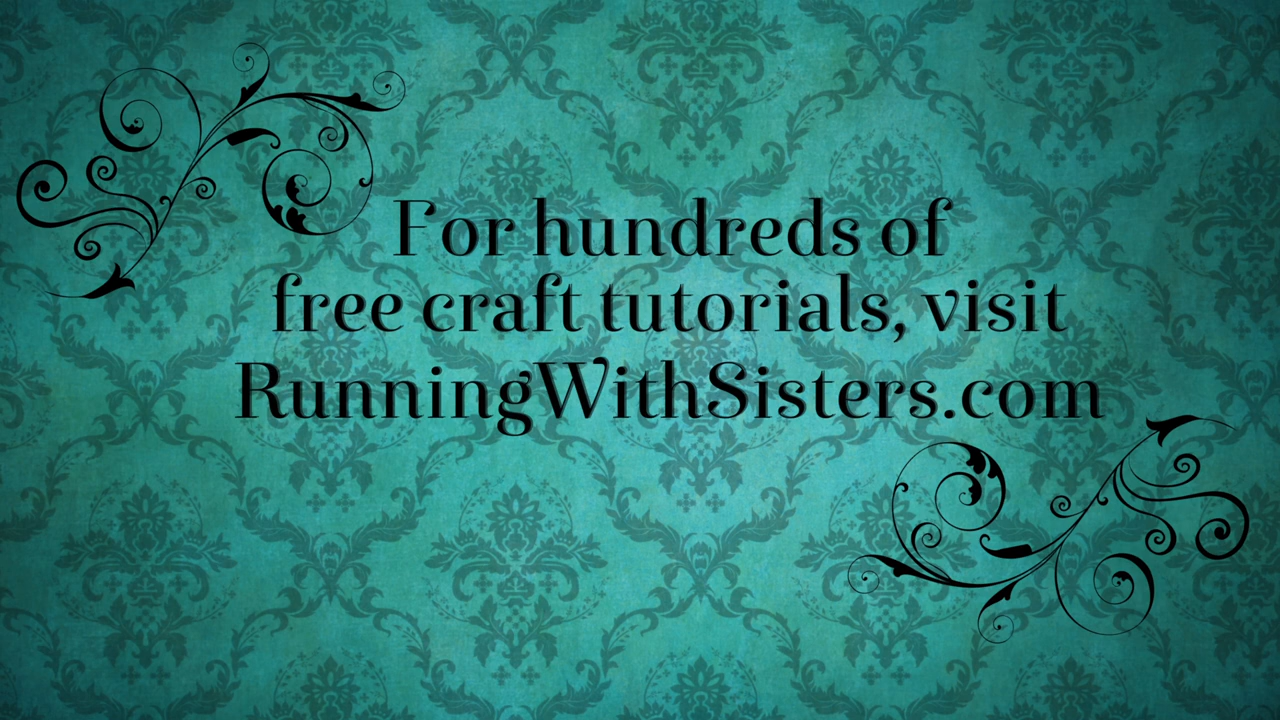 For hundreds of
free craft tutorials, visit
RunningWithSisters.com